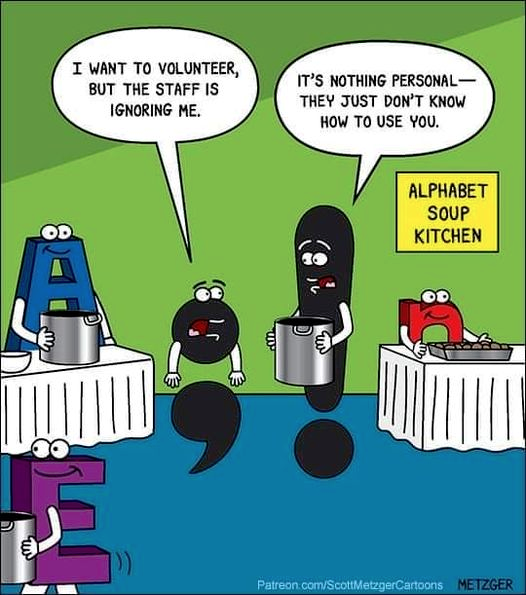 I WANT TO VOLUNTEER,
BUT THE STAFF IS
IGNORING ME.
IT'S NOTHING PERSONAL—
THEY JUST DON'T KNOW
HOW TO USE YOU.
ALPHABET
SOUP
KITCHEN
A
;
!
n
E
Patreon.com/ScottMetzgerCartoons METZGER